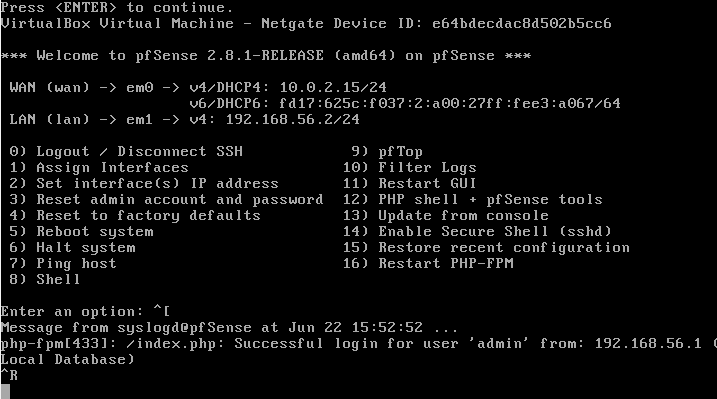 Press <ENTER> to continue.
VirtualBox Virtual Machine - Netgate Device ID: e64bdecdac8d502b5cc6

*** Welcome to pfSense 2.8.1-RELEASE (amd64) on pfSense ***

 WAN (wan) -> em0 -> v4/DHCP4: 10.0.2.15/24
                     v6/DHCP6: fd17:625c:f037:2:a00:27ff:fee3:a067/64
 LAN (lan) -> em1 -> v4: 192.168.56.2/24

 0) Logout / Disconnect SSH            9) pfTop
 1) Assign Interfaces                 10) Filter Logs
 2) Set interface(s) IP address       11) Restart GUI
 3) Reset admin account and password  12) PHP shell + pfSense tools
 4) Reset to factory defaults         13) Update from console
 5) Reboot system                     14) Enable Secure Shell (sshd)
 6) Halt system                       15) Restore recent configuration
 7) Ping host                         16) Restart PHP-FPM
 8) Shell

Enter an option: ^[
Message from syslogd@pfSense at Jun 22 15:52:52 ...
php-fpm[433]: /index.php: Successful login for user 'admin' from: 192.168.56.1 (
Local Database)
^R